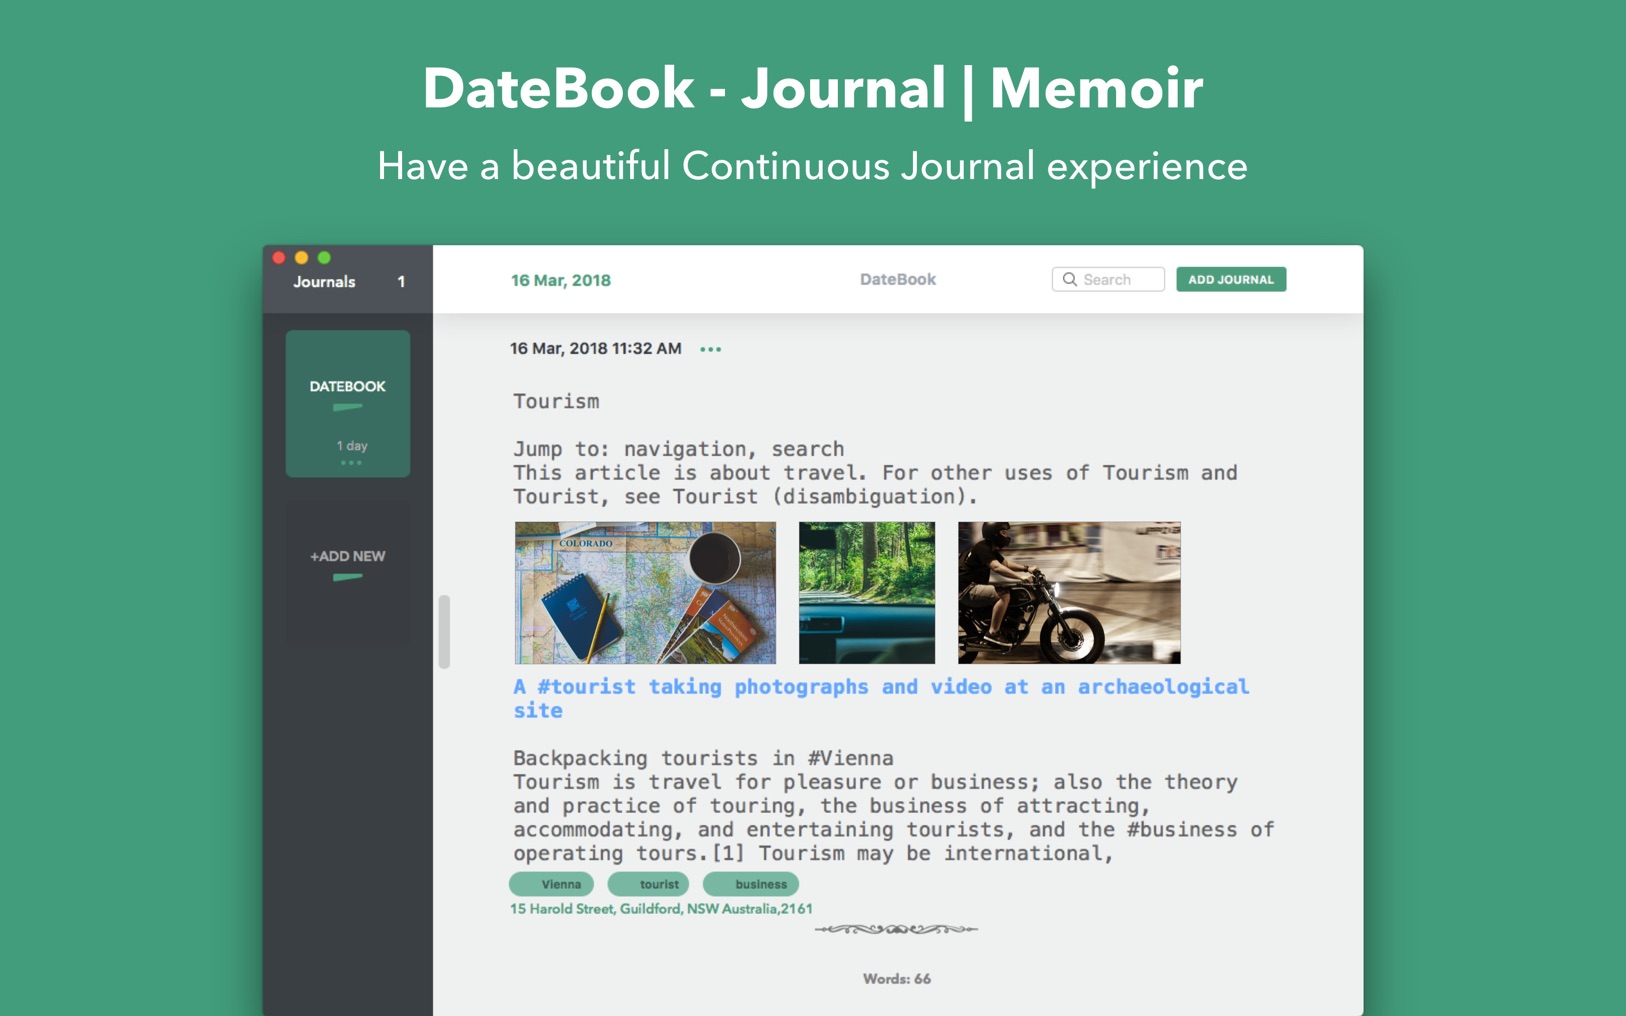 DateBook - Journal | Memoir
Have a beautiful Continuous Journal experience
Journals 1
16 Mar, 2018
DateBook
Search
ADD JOURNAL
DATEBOOK
1 day
+ADD NEW
16 Mar, 2018 11:32 AM
Tourism
Jump to: navigation, search
This article is about travel. For other uses of Tourism and
Tourist, see Tourist (disambiguation).
COLORADO
A #tourist taking photographs and video at an archaeological
site
Backpacking tourists in #Vienna
Tourism is travel for pleasure or business; also the theory
and practice of touring, the business of attracting,
accommodating, and entertaining tourists, and the #business of
operating tours.[1] Tourism may be international,
Vienna tourist business
15 Harold Street, Guildford, NSW Australia,2161
Words: 66